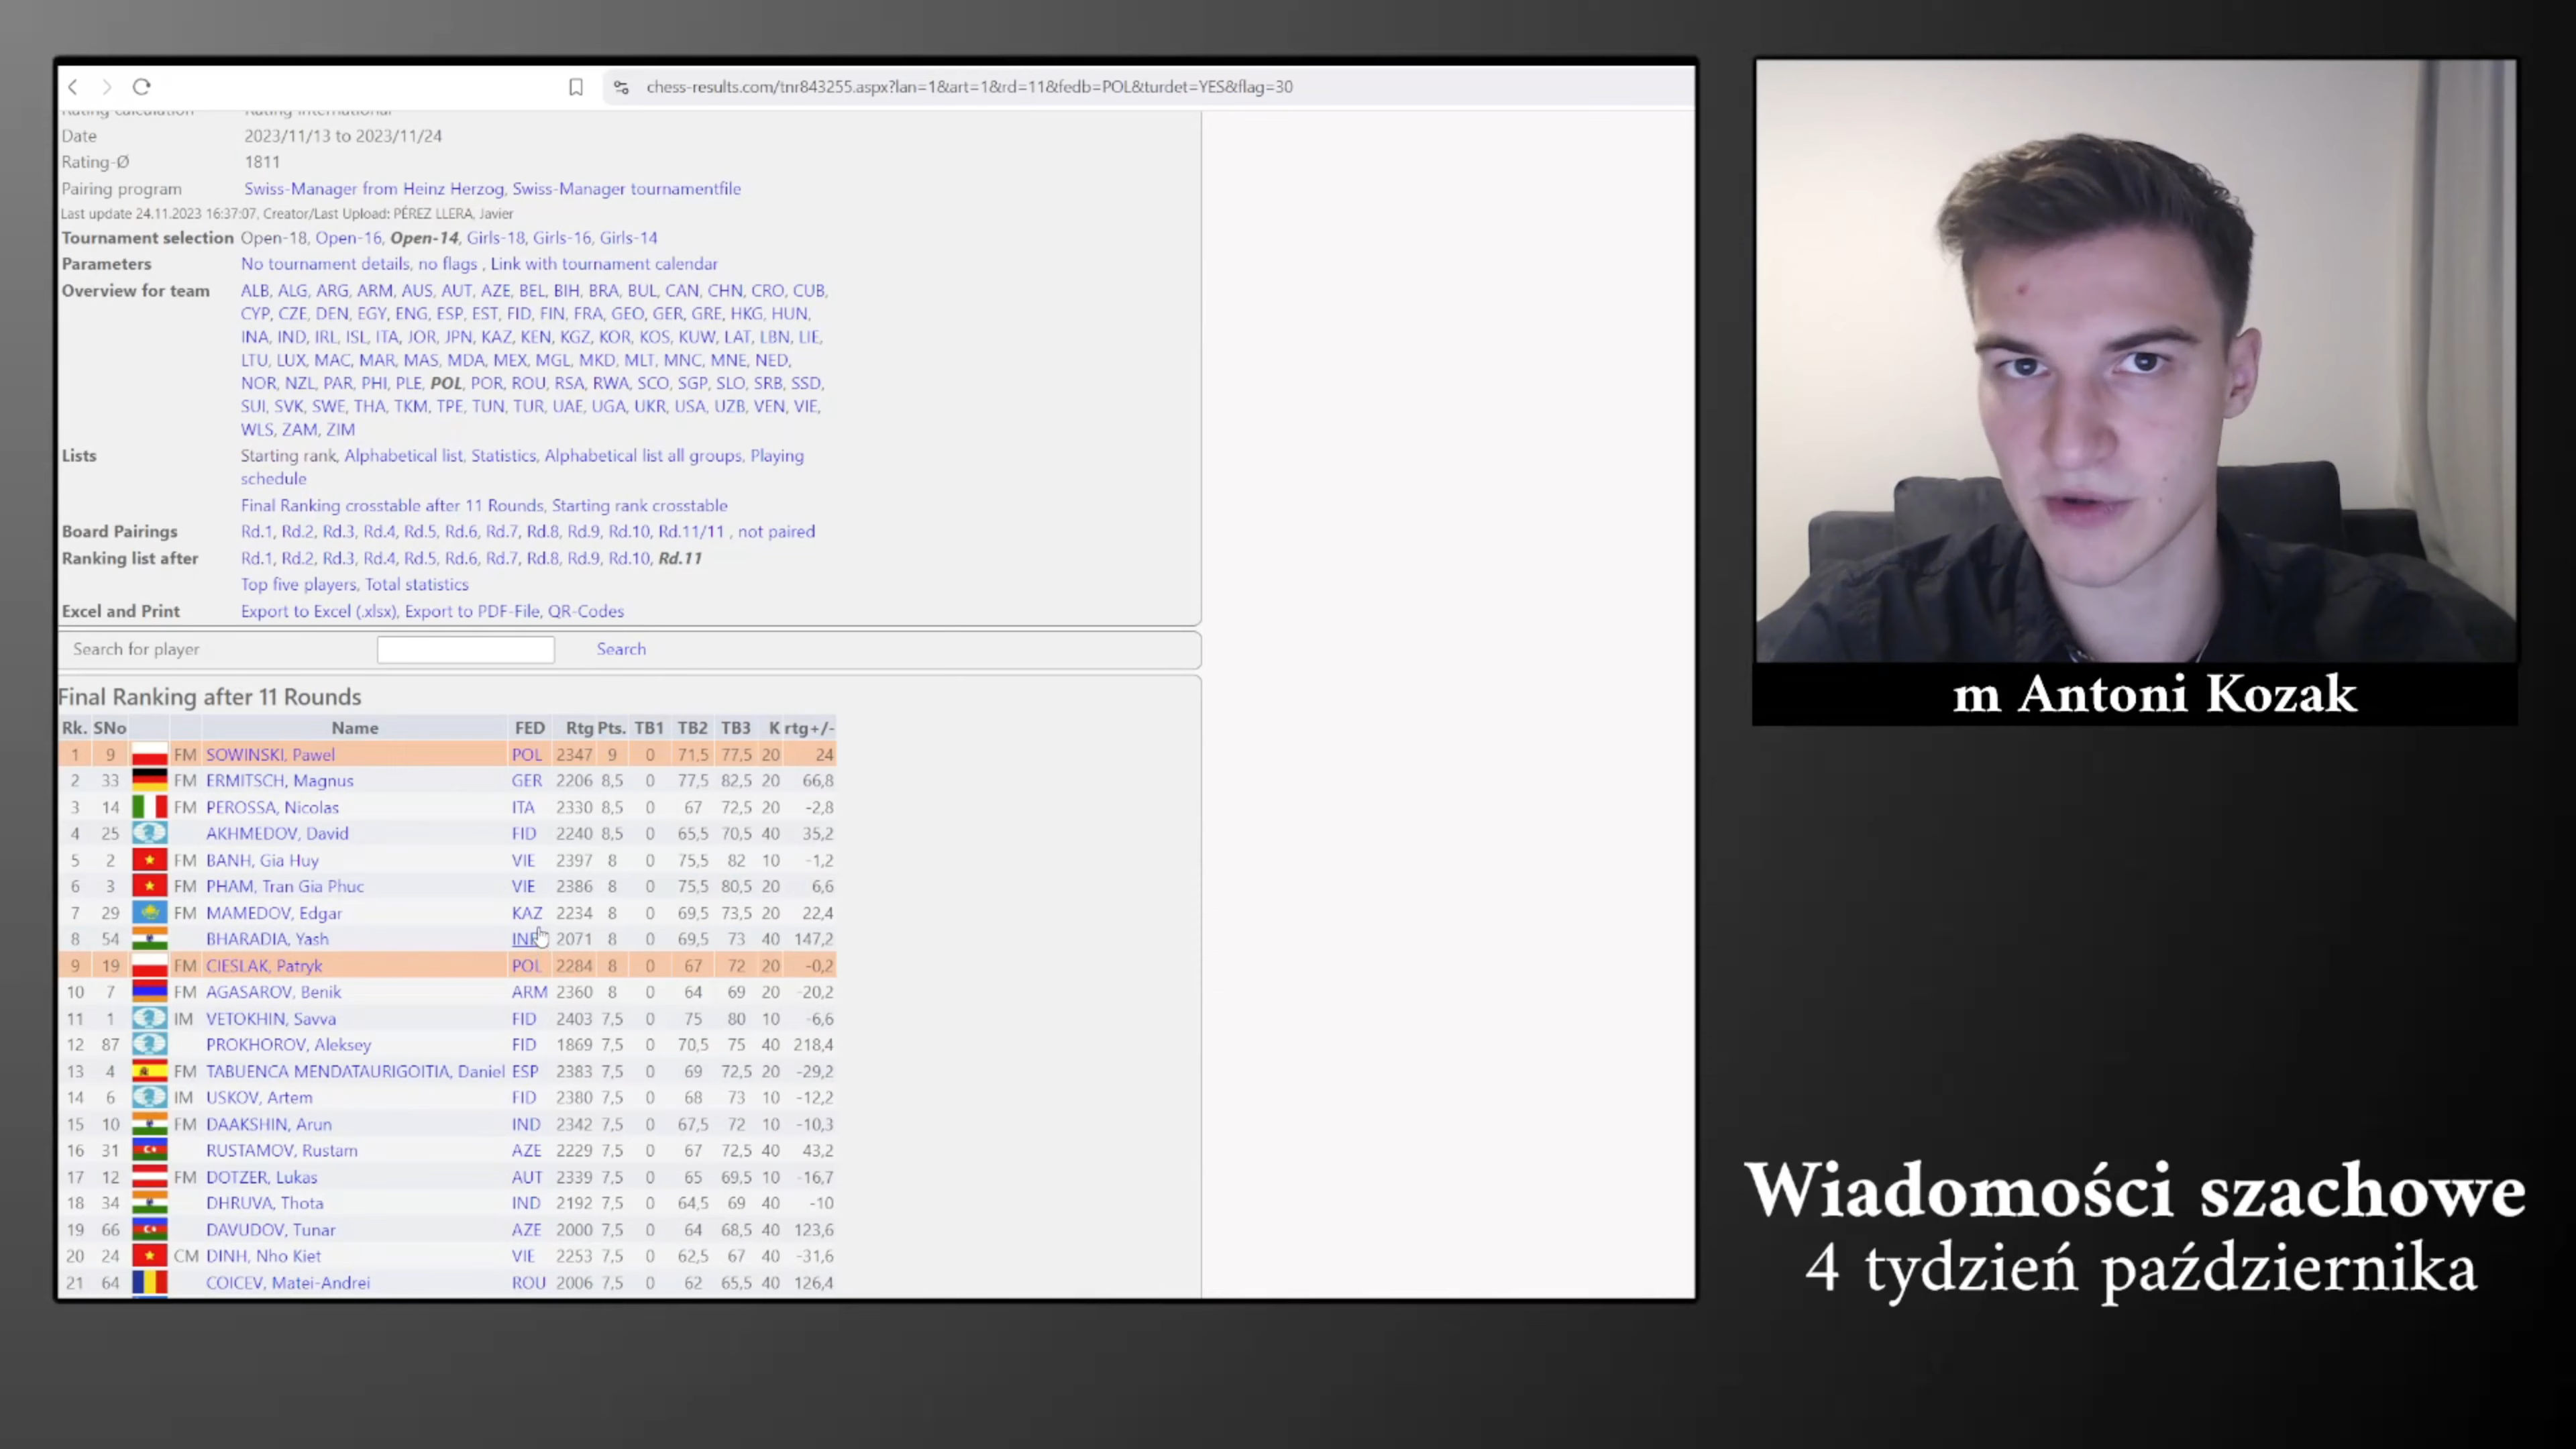 chess-results.com/tnr843255.aspx?lan=1&art=1&rd=11&fedb=POL&turdet=YES&flag=30
Rating calculation Rating international
Date 2023/11/13 to 2023/11/24
Rating-Ø 1811
Pairing program Swiss-Manager from Heinz Herzog, Swiss-Manager tournamentfile
Last update 24.11.2023 16:37:07, Creator/Last Upload: PÉREZ LLERA, Javier
Tournament selection Open-18, Open-16, Open-14, Girls-18, Girls-16, Girls-14
Parameters No tournament details, no flags , Link with tournament calendar
Overview for team ALB, ALG, ARG, ARM, AUS, AUT, AZE, BEL, BIH, BRA, BUL, CAN, CHN, CRO, CUB,
CYP, CZE, DEN, EGY, ENG, ESP, EST, FID, FIN, FRA, GEO, GER, GRE, HKG, HUN,
INA, IND, IRL, ISL, ITA, JOR, JPN, KAZ, KEN, KGZ, KOR, KOS, KUW, LAT, LBN, LIE,
LTU, LUX, MAC, MAR, MAS, MDA, MEX, MGL, MKD, MLT, MNC, MNE, NED,
NOR, NZL, PAR, PHI, PLE, POL, POR, ROU, RSA, RWA, SCO, SGP, SLO, SRB, SSD,
SUI, SVK, SWE, THA, TKM, TPE, TUN, TUR, UAE, UGA, UKR, USA, UZB, VEN, VIE,
WLS, ZAM, ZIM
Lists Starting rank, Alphabetical list, Statistics, Alphabetical list all groups, Playing
schedule
Final Ranking crosstable after 11 Rounds, Starting rank crosstable
Board Pairings Rd.1, Rd.2, Rd.3, Rd.4, Rd.5, Rd.6, Rd.7, Rd.8, Rd.9, Rd.10, Rd.11/11 , not paired
Ranking list after Rd.1, Rd.2, Rd.3, Rd.4, Rd.5, Rd.6, Rd.7, Rd.8, Rd.9, Rd.10, Rd.11
Top five players, Total statistics
Excel and Print Export to Excel (.xlsx), Export to PDF-File, QR-Codes
Search for player Search
Final Ranking after 11 Rounds
Rk. SNo Name FED Rtg Pts. TB1 TB2 TB3 K rtg+/-
1 9 FM SOWINSKI, Pawel POL 2347 9 0 71,5 77,5 20 24
2 33 FM ERMITSCH, Magnus GER 2206 8,5 0 77,5 82,5 20 66,8
3 14 FM PEROSSA, Nicolas ITA 2330 8,5 0 67 72,5 20 -2,8
4 25 AKHMEDOV, David FID 2240 8,5 0 65,5 70,5 40 35,2
5 2 FM BANH, Gia Huy VIE 2397 8 0 75,5 82 10 -1,2
6 3 FM PHAM, Tran Gia Phuc VIE 2386 8 0 75,5 80,5 20 6,6
7 29 FM MAMEDOV, Edgar KAZ 2234 8 0 69,5 73,5 20 22,4
8 54 BHARADIA, Yash IND 2071 8 0 69,5 73 40 147,2
9 19 FM CIESLAK, Patryk POL 2284 8 0 67 72 20 -0,2
10 7 FM AGASAROV, Benik ARM 2360 8 0 64 69 20 -20,2
11 1 IM VETOKHIN, Savva FID 2403 7,5 0 75 80 10 -6,6
12 87 PROKHOROV, Aleksey FID 1869 7,5 0 70,5 75 40 218,4
13 4 FM TABUENCA MENDATAURIGOITIA, Daniel ESP 2383 7,5 0 69 72,5 20 -29,2
14 6 IM USKOV, Artem FID 2380 7,5 0 68 73 10 -12,2
15 10 FM DAAKSHIN, Arun IND 2342 7,5 0 67,5 72 10 -10,3
16 31 RUSTAMOV, Rustam AZE 2229 7,5 0 67 72,5 40 43,2
17 12 FM DOTZER, Lukas AUT 2339 7,5 0 65 69,5 10 -16,7
18 34 DHRUVA, Thota IND 2192 7,5 0 64,5 69 40 -10
19 66 DAVUDOV, Tunar AZE 2000 7,5 0 64 68,5 40 123,6
20 24 CM DINH, Nho Kiet VIE 2253 7,5 0 62,5 67 40 -31,6
21 64 COICEV, Matei-Andrei ROU 2006 7,5 0 62 65,5 40 126,4
m Antoni Kozak
Wiadomości szachowe
4 tydzień października